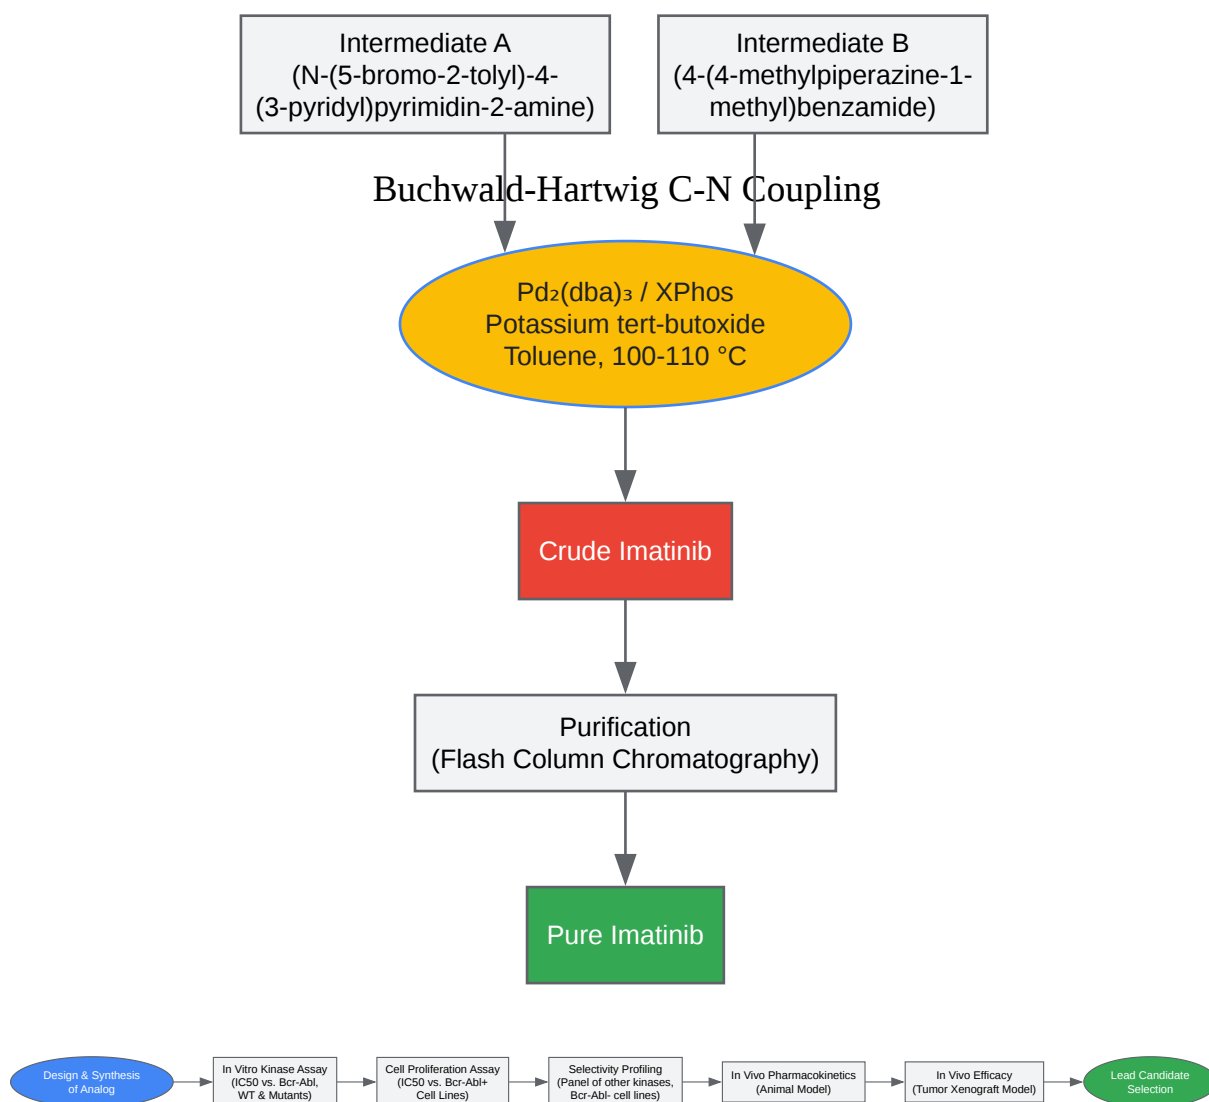 Intermediate A
(N-(5-bromo-2-tolyl)-4-
(3-pyridyl)pyrimidin-2-amine)
Intermediate B
(4-(4-methylpiperazine-1-
methyl)benzamide)
Buchwald-Hartwig C-N Coupling
Pd₂(dba)₃ / XPhos
Potassium tert-butoxide
Toluene, 100-110 °C
Crude Imatinib
Purification
(Flash Column Chromatography)
Pure Imatinib
Design & Synthesis
of Analog
In Vitro Kinase Assay
(IC50 vs. Bcr-Abl,
WT & Mutants)
Cell Proliferation Assay
(IC50 vs. Bcr-Abl+
Cell Lines)
Selectivity Profiling
(Panel of other kinases,
Bcr-Abl- cell lines)
In Vivo Pharmacokinetics
(Animal Model)
In Vivo Efficacy
(Tumor Xenograft Model)
Lead Candidate
Selection